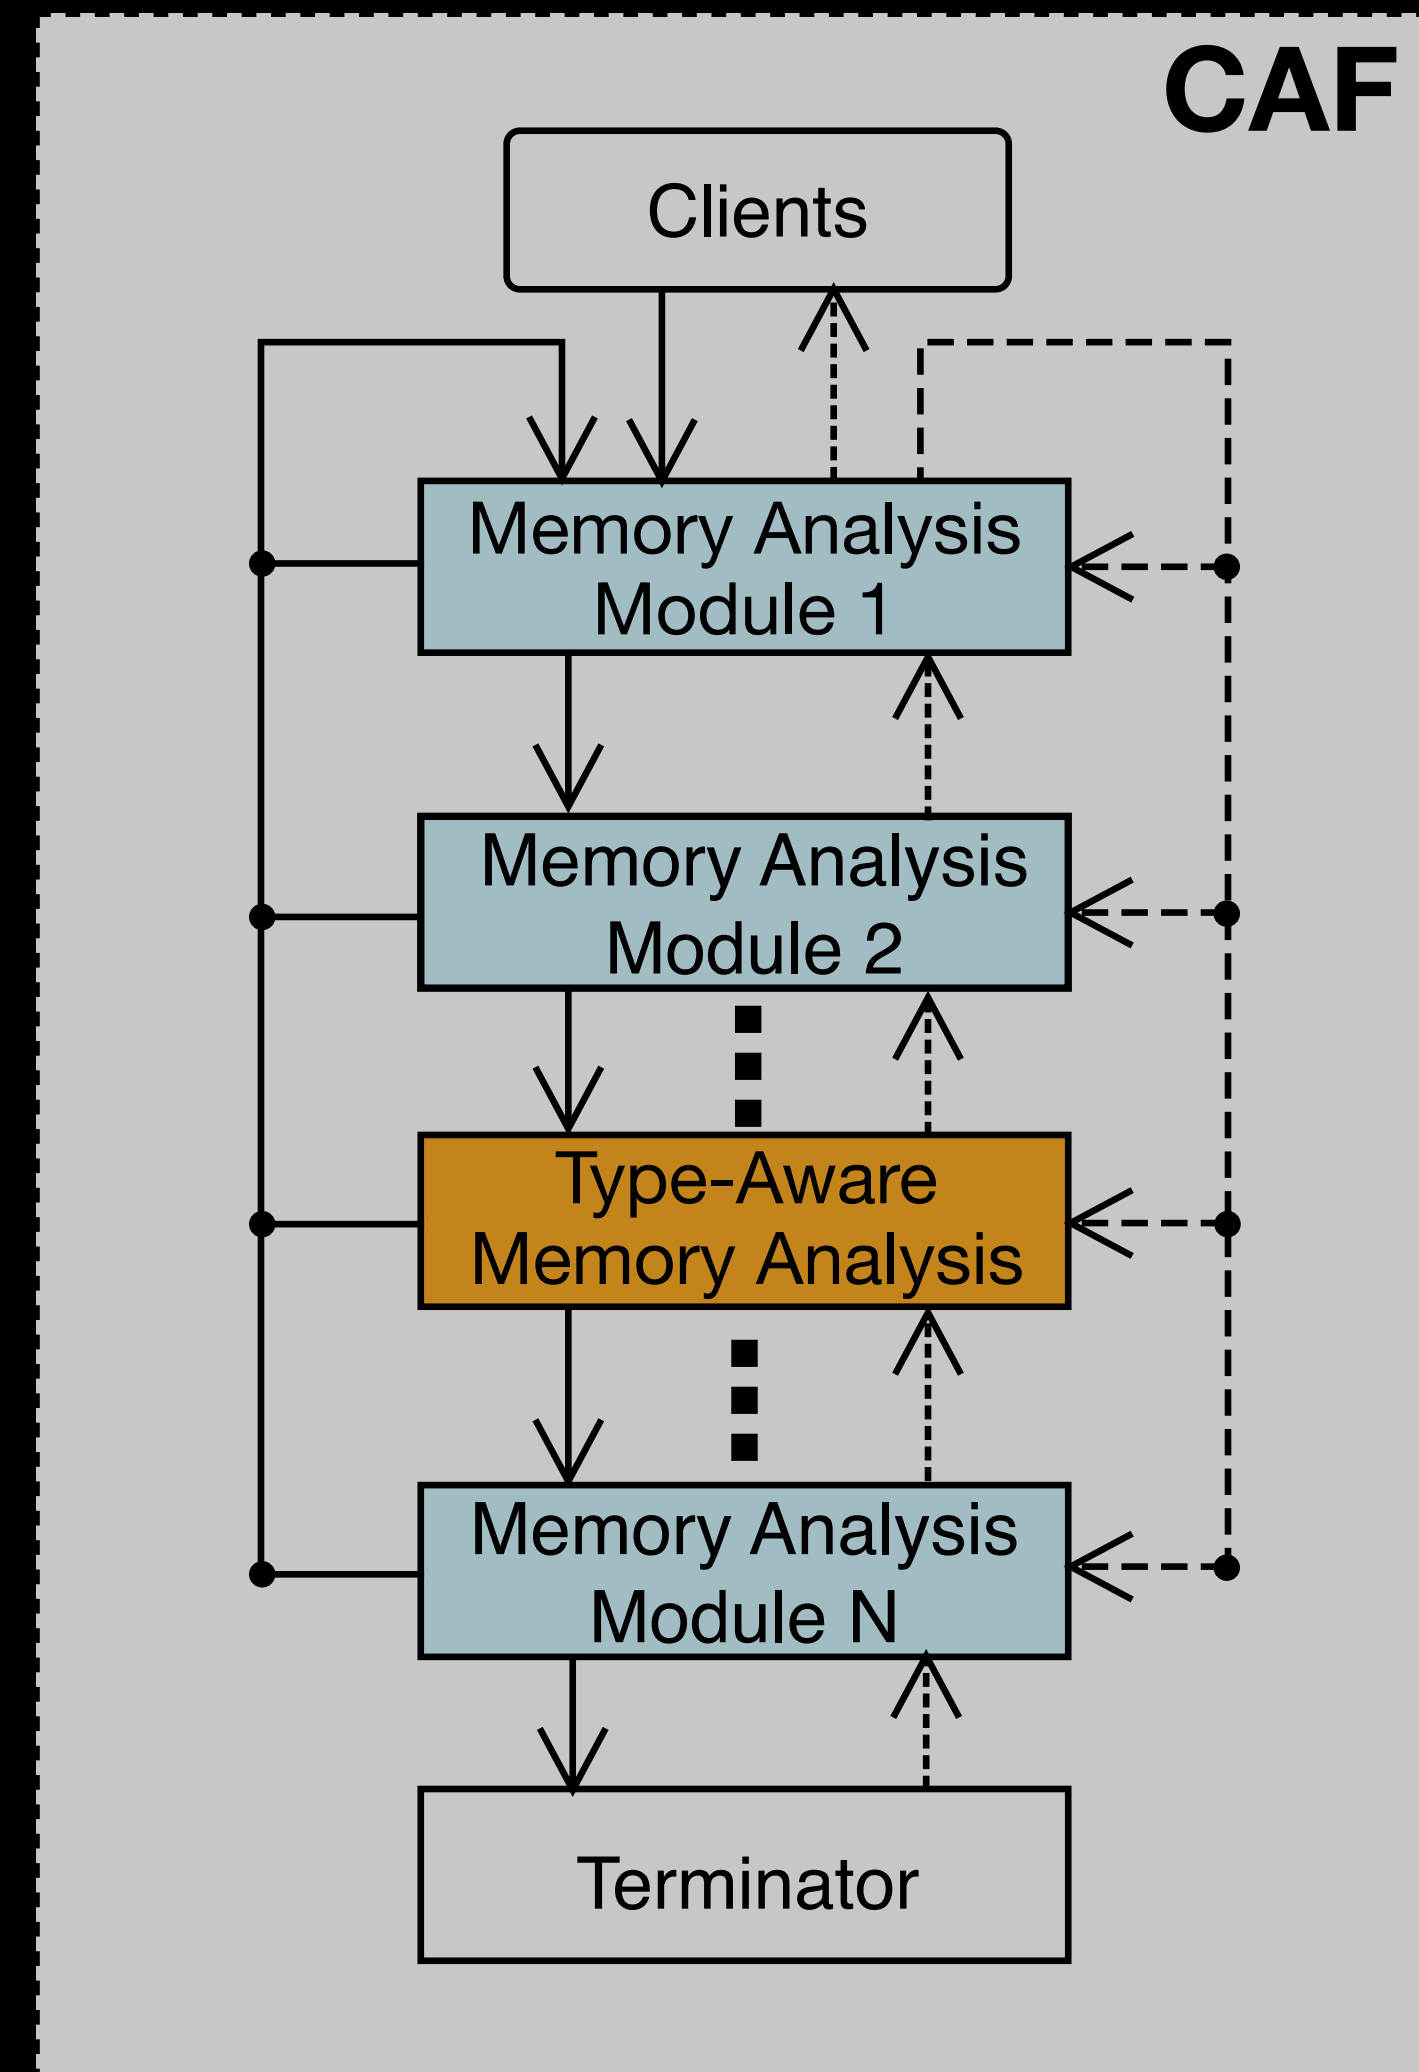 CAF
Clients
Memory Analysis
Module 1
Memory Analysis
Module 2
Type-Aware
Memory Analysis
Memory Analysis
Module N
Terminator